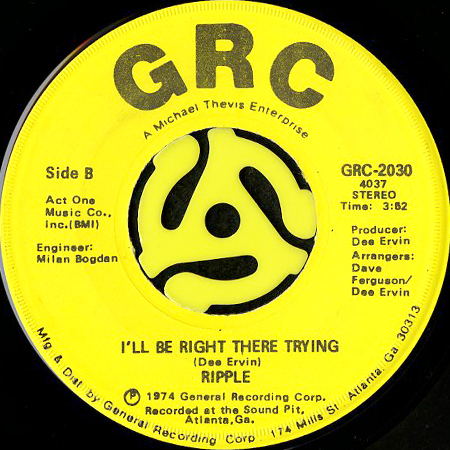 GRC
A Michael Thevis Enterprise
Side B
Act One
Music Co.,
Inc.(BMI)
Engineer:
Milan Bogdan
GRC-2030
4037
STEREO
Time: 3:52
Producer:
Dee Ervin
Arrangers:
Dave
Ferguson/
Dee Ervin
I'LL BE RIGHT THERE TRYING
(Dee Ervin)
RIPPLE
Ⓟ 1974 General Recording Corp.
Recorded at the Sound Pit,
Atlanta,Ga.
Mfg & Dist by General Recording Corp 174 Mills St. Atlanta, Ga. 30313